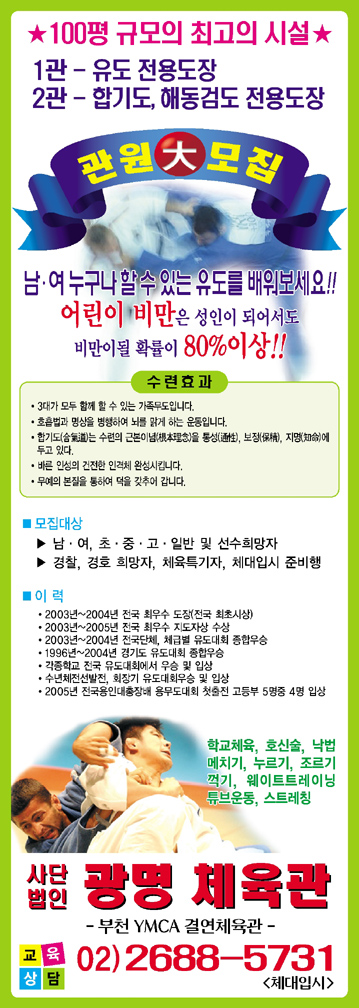 ★100평 규모의 최고의 시설★
1관 - 유도 전용도장
2관 - 합기도, 해동검도 전용도장
관원 大 모집
남·여 누구나 할 수 있는 유도를 배워보세요!!
어린이 비만은 성인이 되어서도
비만이될 확률이 80%이상!!
수련효과
• 3대가 모두 함께 할 수 있는 가족무도입니다.
• 호흡법과 명상을 병행하여 뇌를 맑게 하는 운동입니다.
• 합기도(合氣道)는 수련의 근본이념(根本理念)을 통성(通性), 보정(保精), 지명(知命)에
두고 있다.
• 바른 인성의 건전한 인격체 완성시킵니다.
• 무예의 본질을 통하여 덕을 갖추어 갑니다.
■ 모집대상
▶ 남·여, 초·중·고·일반 및 선수희망자
▶ 경찰, 경호 희망자, 체육특기자, 체대입시 준비행
■ 이 력
• 2003년~2004년 전국 최우수 도장(전국 최초시상)
• 2003년~2005년 전국 최우수 지도자상 수상
• 2003년~2004년 전국단체, 체급별 유도대회 종합우승
• 1996년~2004년 경기도 유도대회 종합우승
• 각종학교 전국 유도대회에서 우승 및 입상
• 수년체전선발전, 회장기 유도대회우승 및 입상
• 2005년 전국용인대총장배 용무도대회 첫출전 고등부 5명중 4명 입상
학교체육, 호신술, 낙법
메치기, 누르기, 조르기
꺽기, 웨이트트레이닝
튜브운동, 스트레칭
사단
법인 광명 체육관
- 부천 YMCA 결연체육관 -
교육
상담 02) 2688-5731
<체대입시>